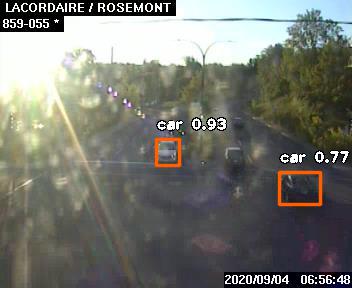 LACORDAIRE / ROSEMONT
859-055 *
car 0.93
car 0.77
2020/09/04 06:56:48